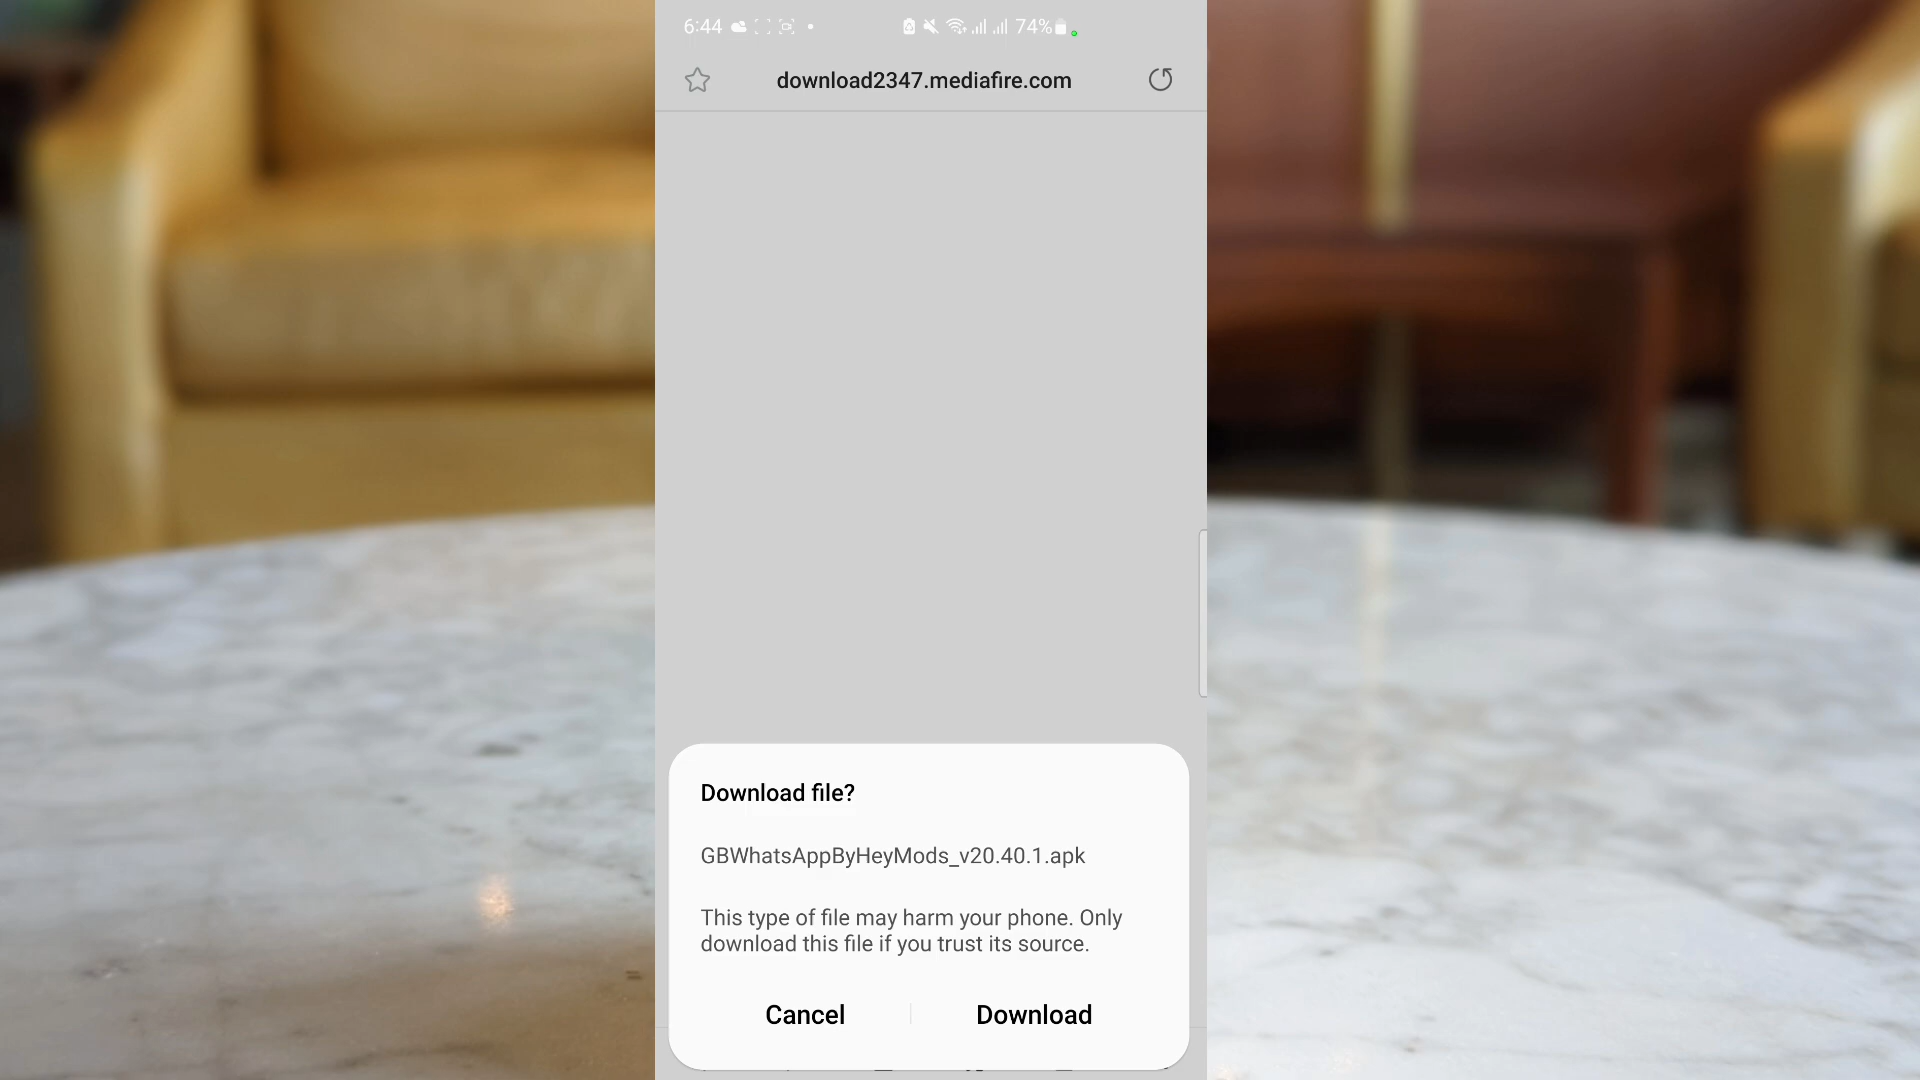 6:44
74%
download2347.mediafire.com
Download file?
GBWhatsAppByHeyMods_v20.40.1.apk
This type of file may harm your phone. Only
download this file if you trust its source.
Cancel
Download